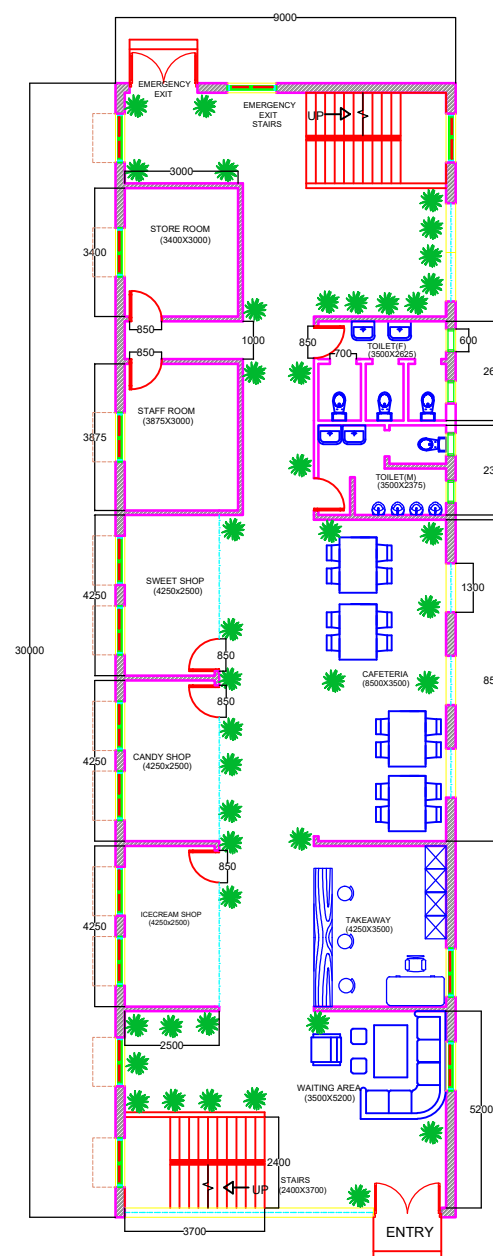 9000
EMERGENCY
EXIT
EMERGENCY
EXIT
STAIRS
UP
3000
STORE ROOM
(3400X3000)
3400
850
850
1000
850
TOILET(F)
(3500X2625)
700
600
STAFF ROOM
(3875X3000)
3875
TOILET(M)
(3500X2375)
SWEET SHOP
(4250x2500)
4250
1300
30000
850
850
CAFETERIA
(8500X3500)
CANDY SHOP
(4250x2500)
4250
850
ICECREAM SHOP
(4250x2500)
4250
TAKEAWAY
(4250X3500)
2500
WAITING AREA
(3500X5200)
5200
2400
STAIRS
(2400X3700)
UP
3700
ENTRY